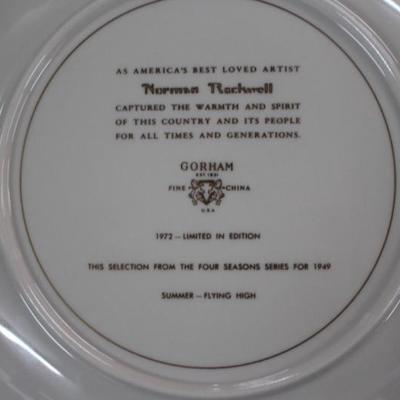 AS AMERICA'S BEST LOVED ARTIST
Norman Rockwell
CAPTURED THE WARMTH AND SPIRIT
OF THIS COUNTRY AND ITS PEOPLE
FOR ALL TIMES AND GENERATIONS.
GORHAM
EST 1831
FINE CHINA
U.S.A.
1972 — LIMITED IN EDITION
THIS SELECTION FROM THE FOUR SEASONS SERIES FOR 1949
SUMMER — FLYING HIGH